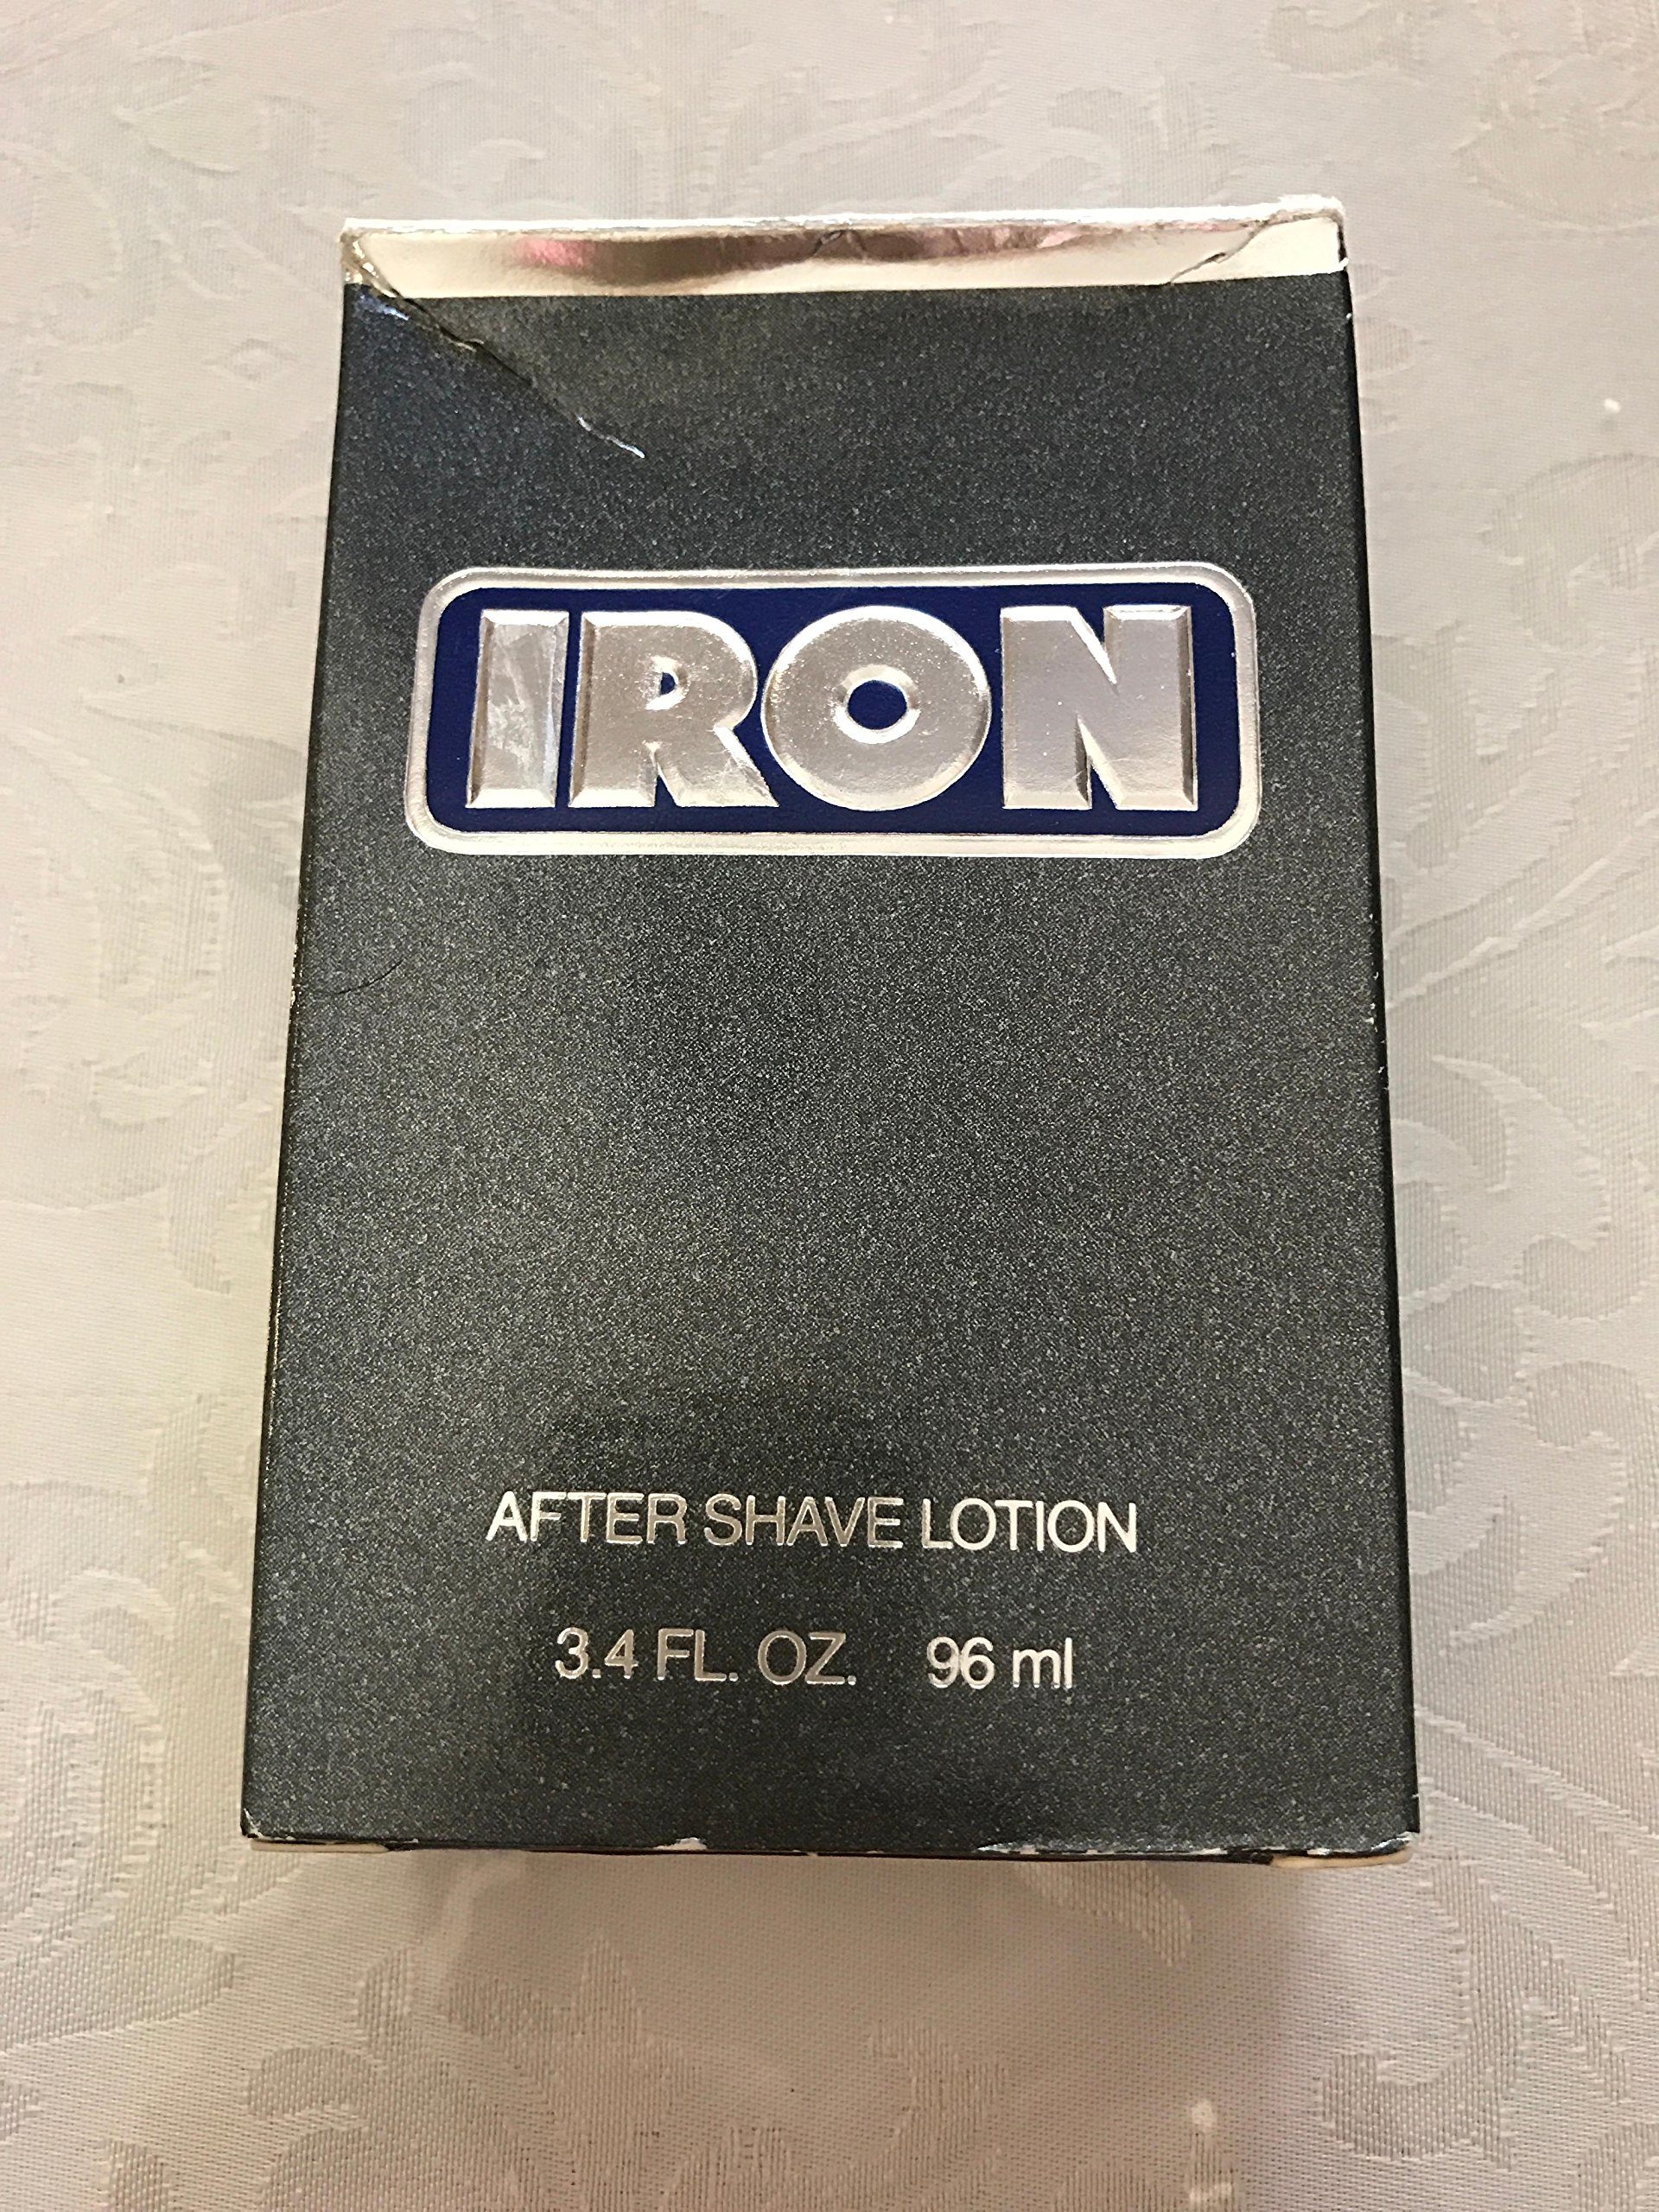 IRON
AFTER SHAVE LOTION
3.4 FL. OZ. 96 ml